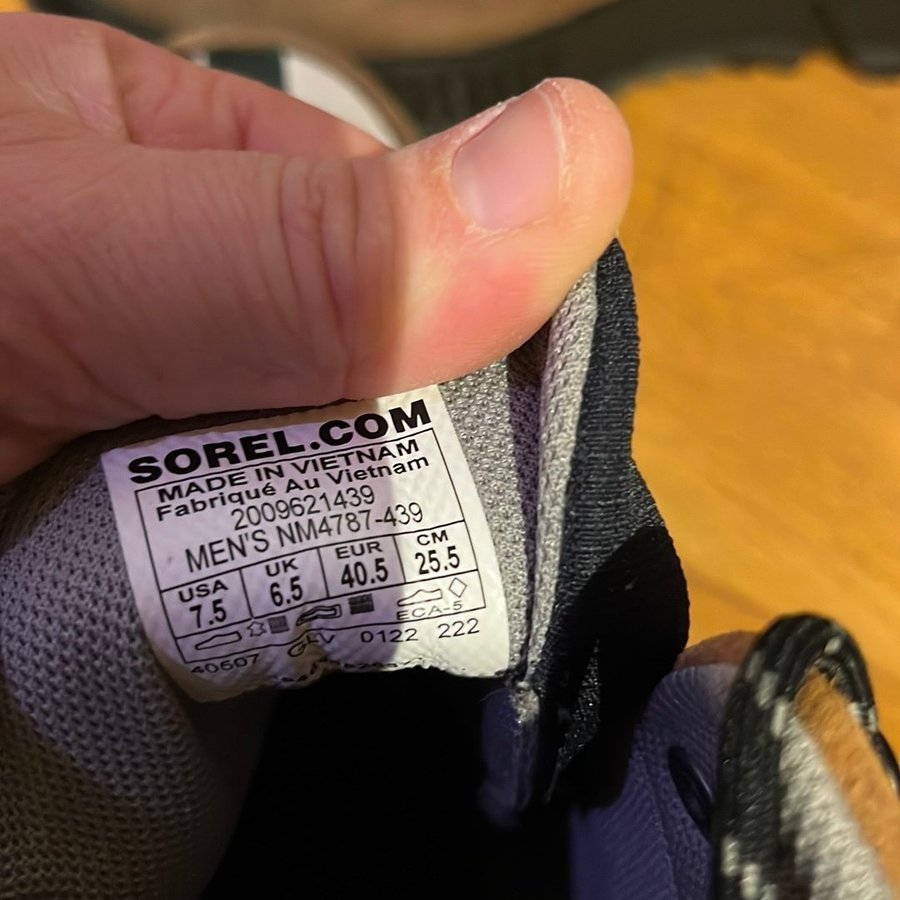 SOREL.COM
MADE IN VIETNAM
Fabriqué Au Vietnam
2009621439
MEN'S NM4787-439
USA UK EUR CM
7.5 6.5 40.5 25.5
ECA-5
40607 GLV 0122 222